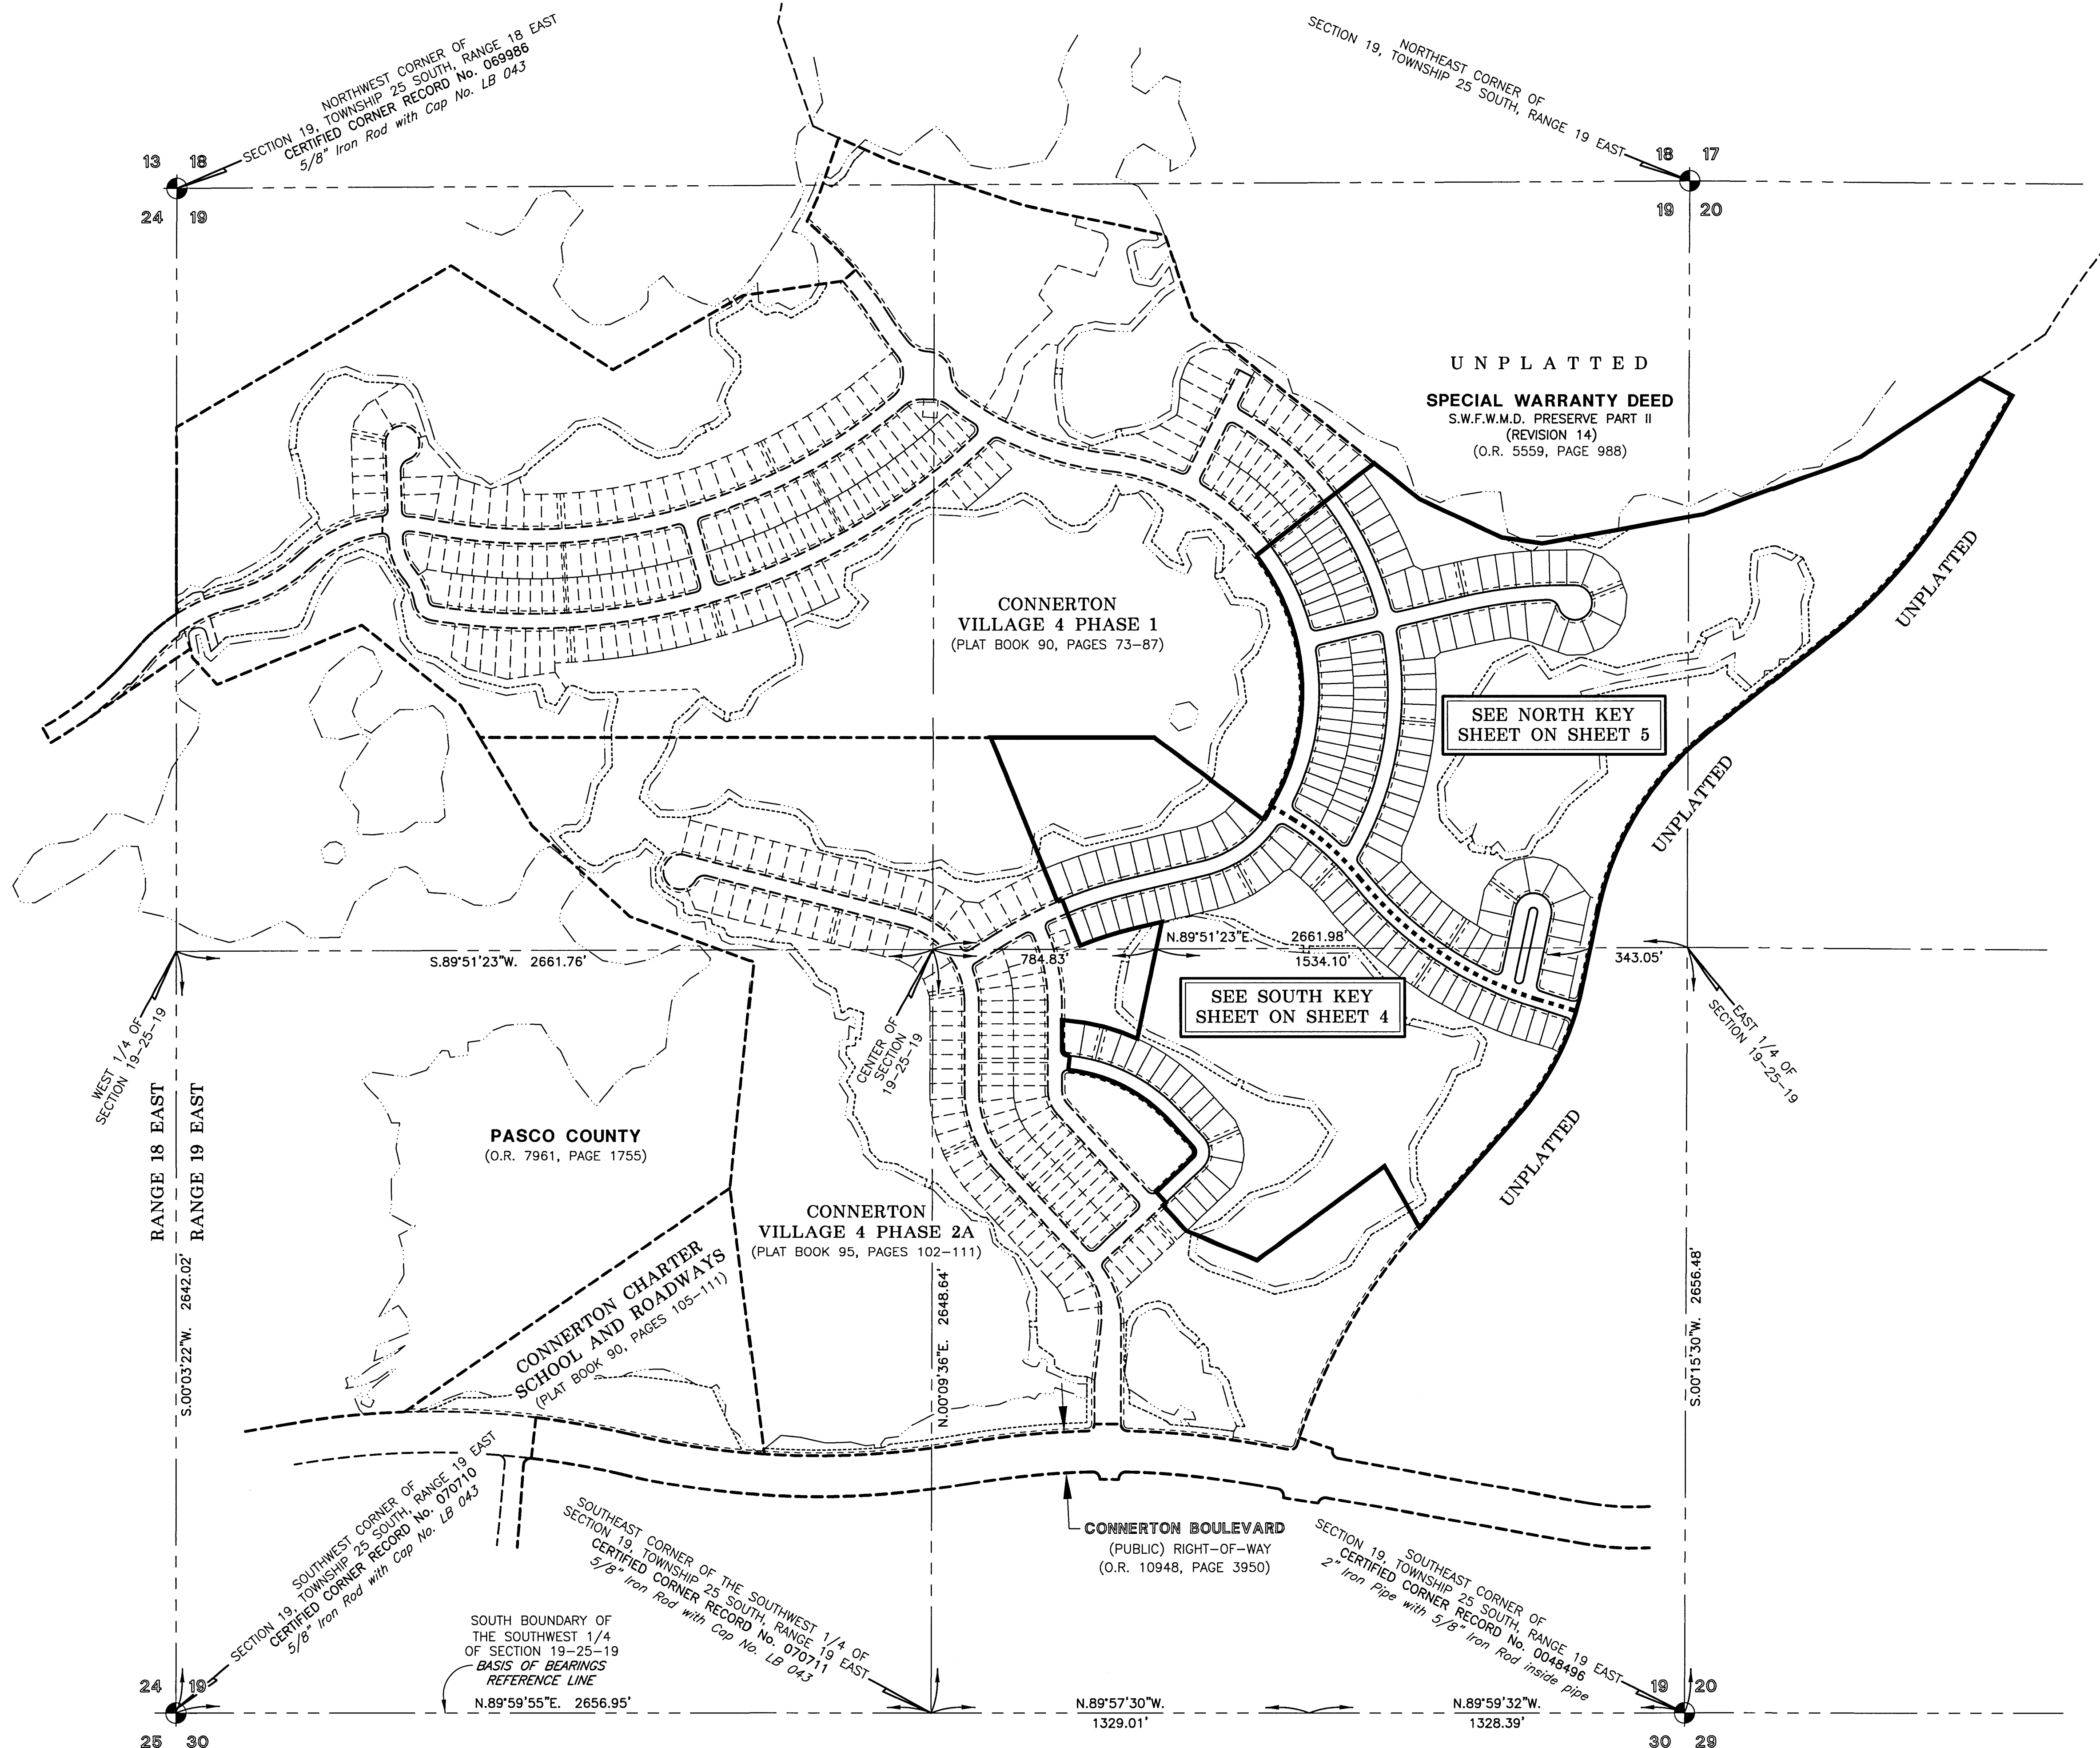 NORTHWEST CORNER OF
SECTION 19, TOWNSHIP 25 SOUTH, RANGE 18 EAST
CERTIFIED CORNER RECORD No. 069986
5/8" Iron Rod with Cap No. LB 043
NORTHEAST CORNER OF
SECTION 19, TOWNSHIP 25 SOUTH, RANGE 19 EAST
13 18
24 19
18 17
19 20
UNPLATTED
SPECIAL WARRANTY DEED
S.W.F.W.M.D. PRESERVE PART II
(REVISION 14)
(O.R. 5559, PAGE 988)
UNPLATTED
CONNERTON
VILLAGE 4 PHASE 1
(PLAT BOOK 90, PAGES 73-87)
SEE NORTH KEY
SHEET ON SHEET 5
UNPLATTED
S.89°51'23"W. 2661.76'
784.83'
N.89°51'23"E. 2661.98'
1534.10'
343.05'
SEE SOUTH KEY
SHEET ON SHEET 4
WEST 1/4 OF
SECTION 19-25-19
CENTER OF
SECTION
19-25-19
EAST 1/4 OF
SECTION 19-25-19
RANGE 18 EAST
RANGE 19 EAST
PASCO COUNTY
(O.R. 7961, PAGE 1755)
UNPLATTED
CONNERTON
VILLAGE 4 PHASE 2A
(PLAT BOOK 95, PAGES 102-111)
CONNERTON CHARTER
SCHOOL AND ROADWAYS
(PLAT BOOK 90, PAGES 105-111)
S.00°03'22"W. 2642.02'
N.00°09'36"E. 2648.64'
S.00°15'30"W. 2656.48'
CONNERTON BOULEVARD
(PUBLIC) RIGHT-OF-WAY
(O.R. 10948, PAGE 3950)
SOUTHWEST CORNER OF
SECTION 19, TOWNSHIP 25 SOUTH, RANGE 19 EAST
CERTIFIED CORNER RECORD No. 070710
5/8" Iron Rod with Cap No. LB 043
SOUTHEAST CORNER OF THE SOUTHWEST 1/4 OF
SECTION 19, TOWNSHIP 25 SOUTH, RANGE 19 EAST
CERTIFIED CORNER RECORD No. 070711
5/8" Iron Rod with Cap No. LB 043
SOUTHEAST CORNER OF
SECTION 19, TOWNSHIP 25 SOUTH, RANGE 19 EAST
CERTIFIED CORNER RECORD No. 0048496
2" Iron Pipe with 5/8" Iron Rod inside pipe
SOUTH BOUNDARY OF
THE SOUTHWEST 1/4
OF SECTION 19-25-19
BASIS OF BEARINGS
REFERENCE LINE
24 19
25 30
N.89°59'55"E. 2656.95'
N.89°57'30"W.
1329.01'
N.89°59'32"W.
1328.39'
19 20
30 29